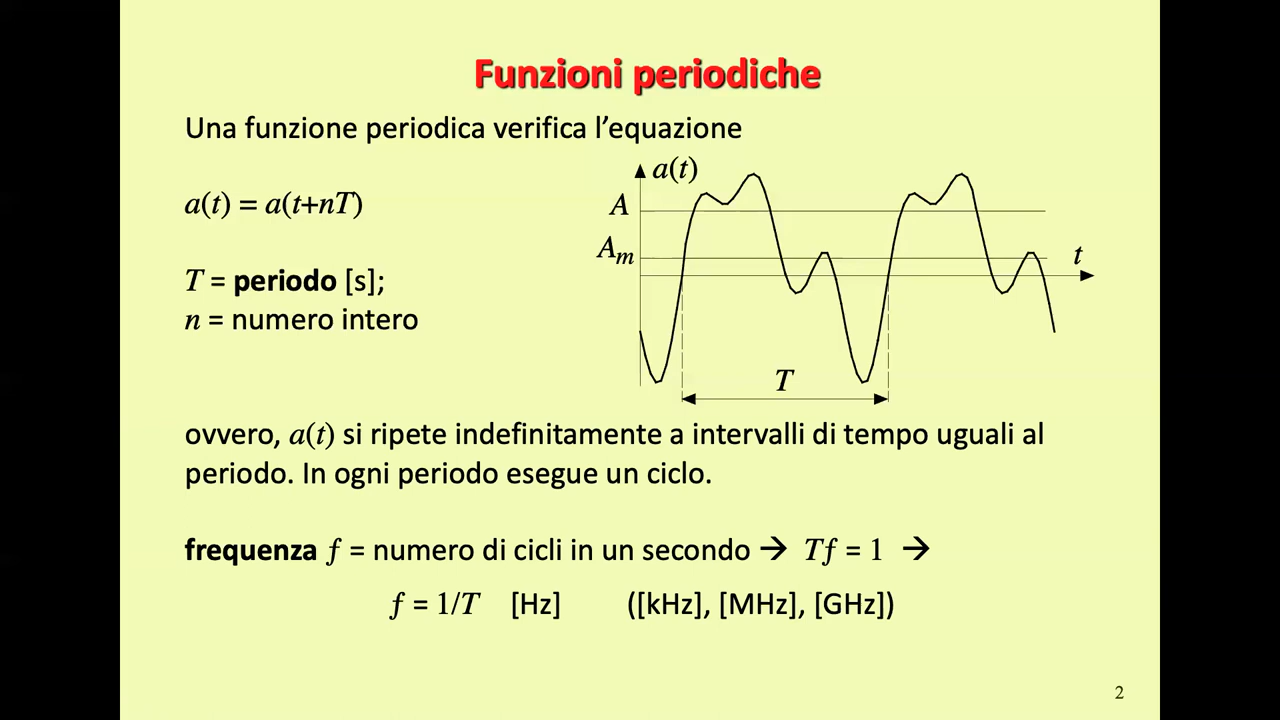 Funzioni periodiche
Una funzione periodica verifica l’equazione
a(t) = a(t+nT)
T = periodo [s];
n = numero intero
a(t)
A
Am
t
T
ovvero, a(t) si ripete indefinitamente a intervalli di tempo uguali al
periodo. In ogni periodo esegue un ciclo.
frequenza f = numero di cicli in un secondo → Tf = 1 →
f = 1/T [Hz] ([kHz], [MHz], [GHz])
2